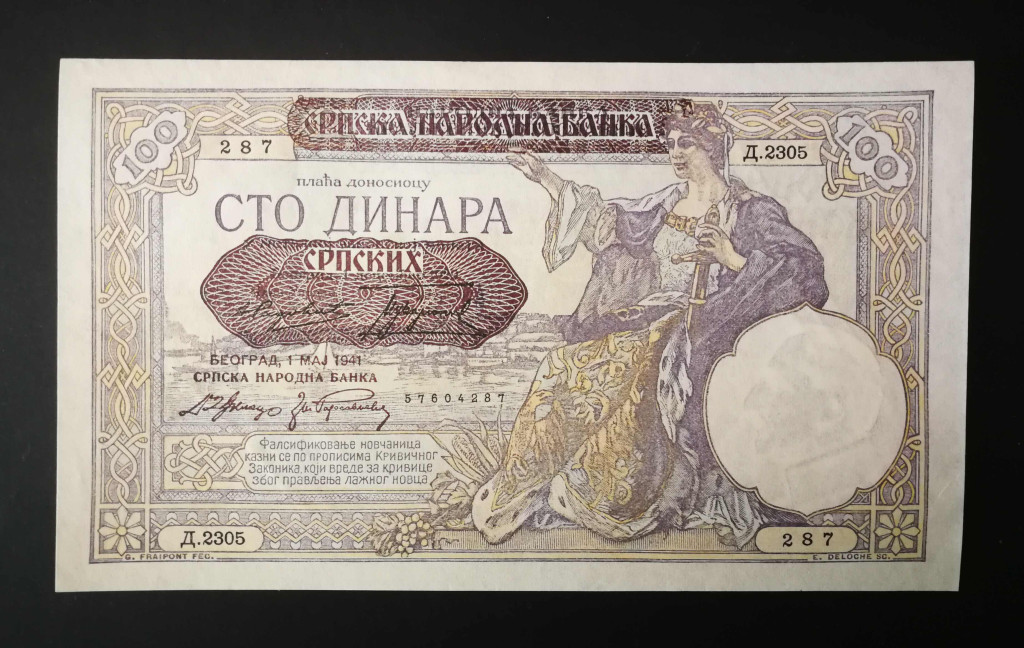 СРПСКА НАРОДНА БАНКА
100
287
Д.2305
100
плаћа доносиоцу
СТО ДИНАРА
СРПСКИХ
БЕОГРАД, 1 МАЈ 1941
СРПСКА НАРОДНА БАНКА
57604287
Фалсификовање новчаница
казни се по прописима Кривичног
Законика, који вреде за кривице
због прављења лажног новца
Д.2305
287
G. FRAIPONT FEC.
E. DELOCHE SC.